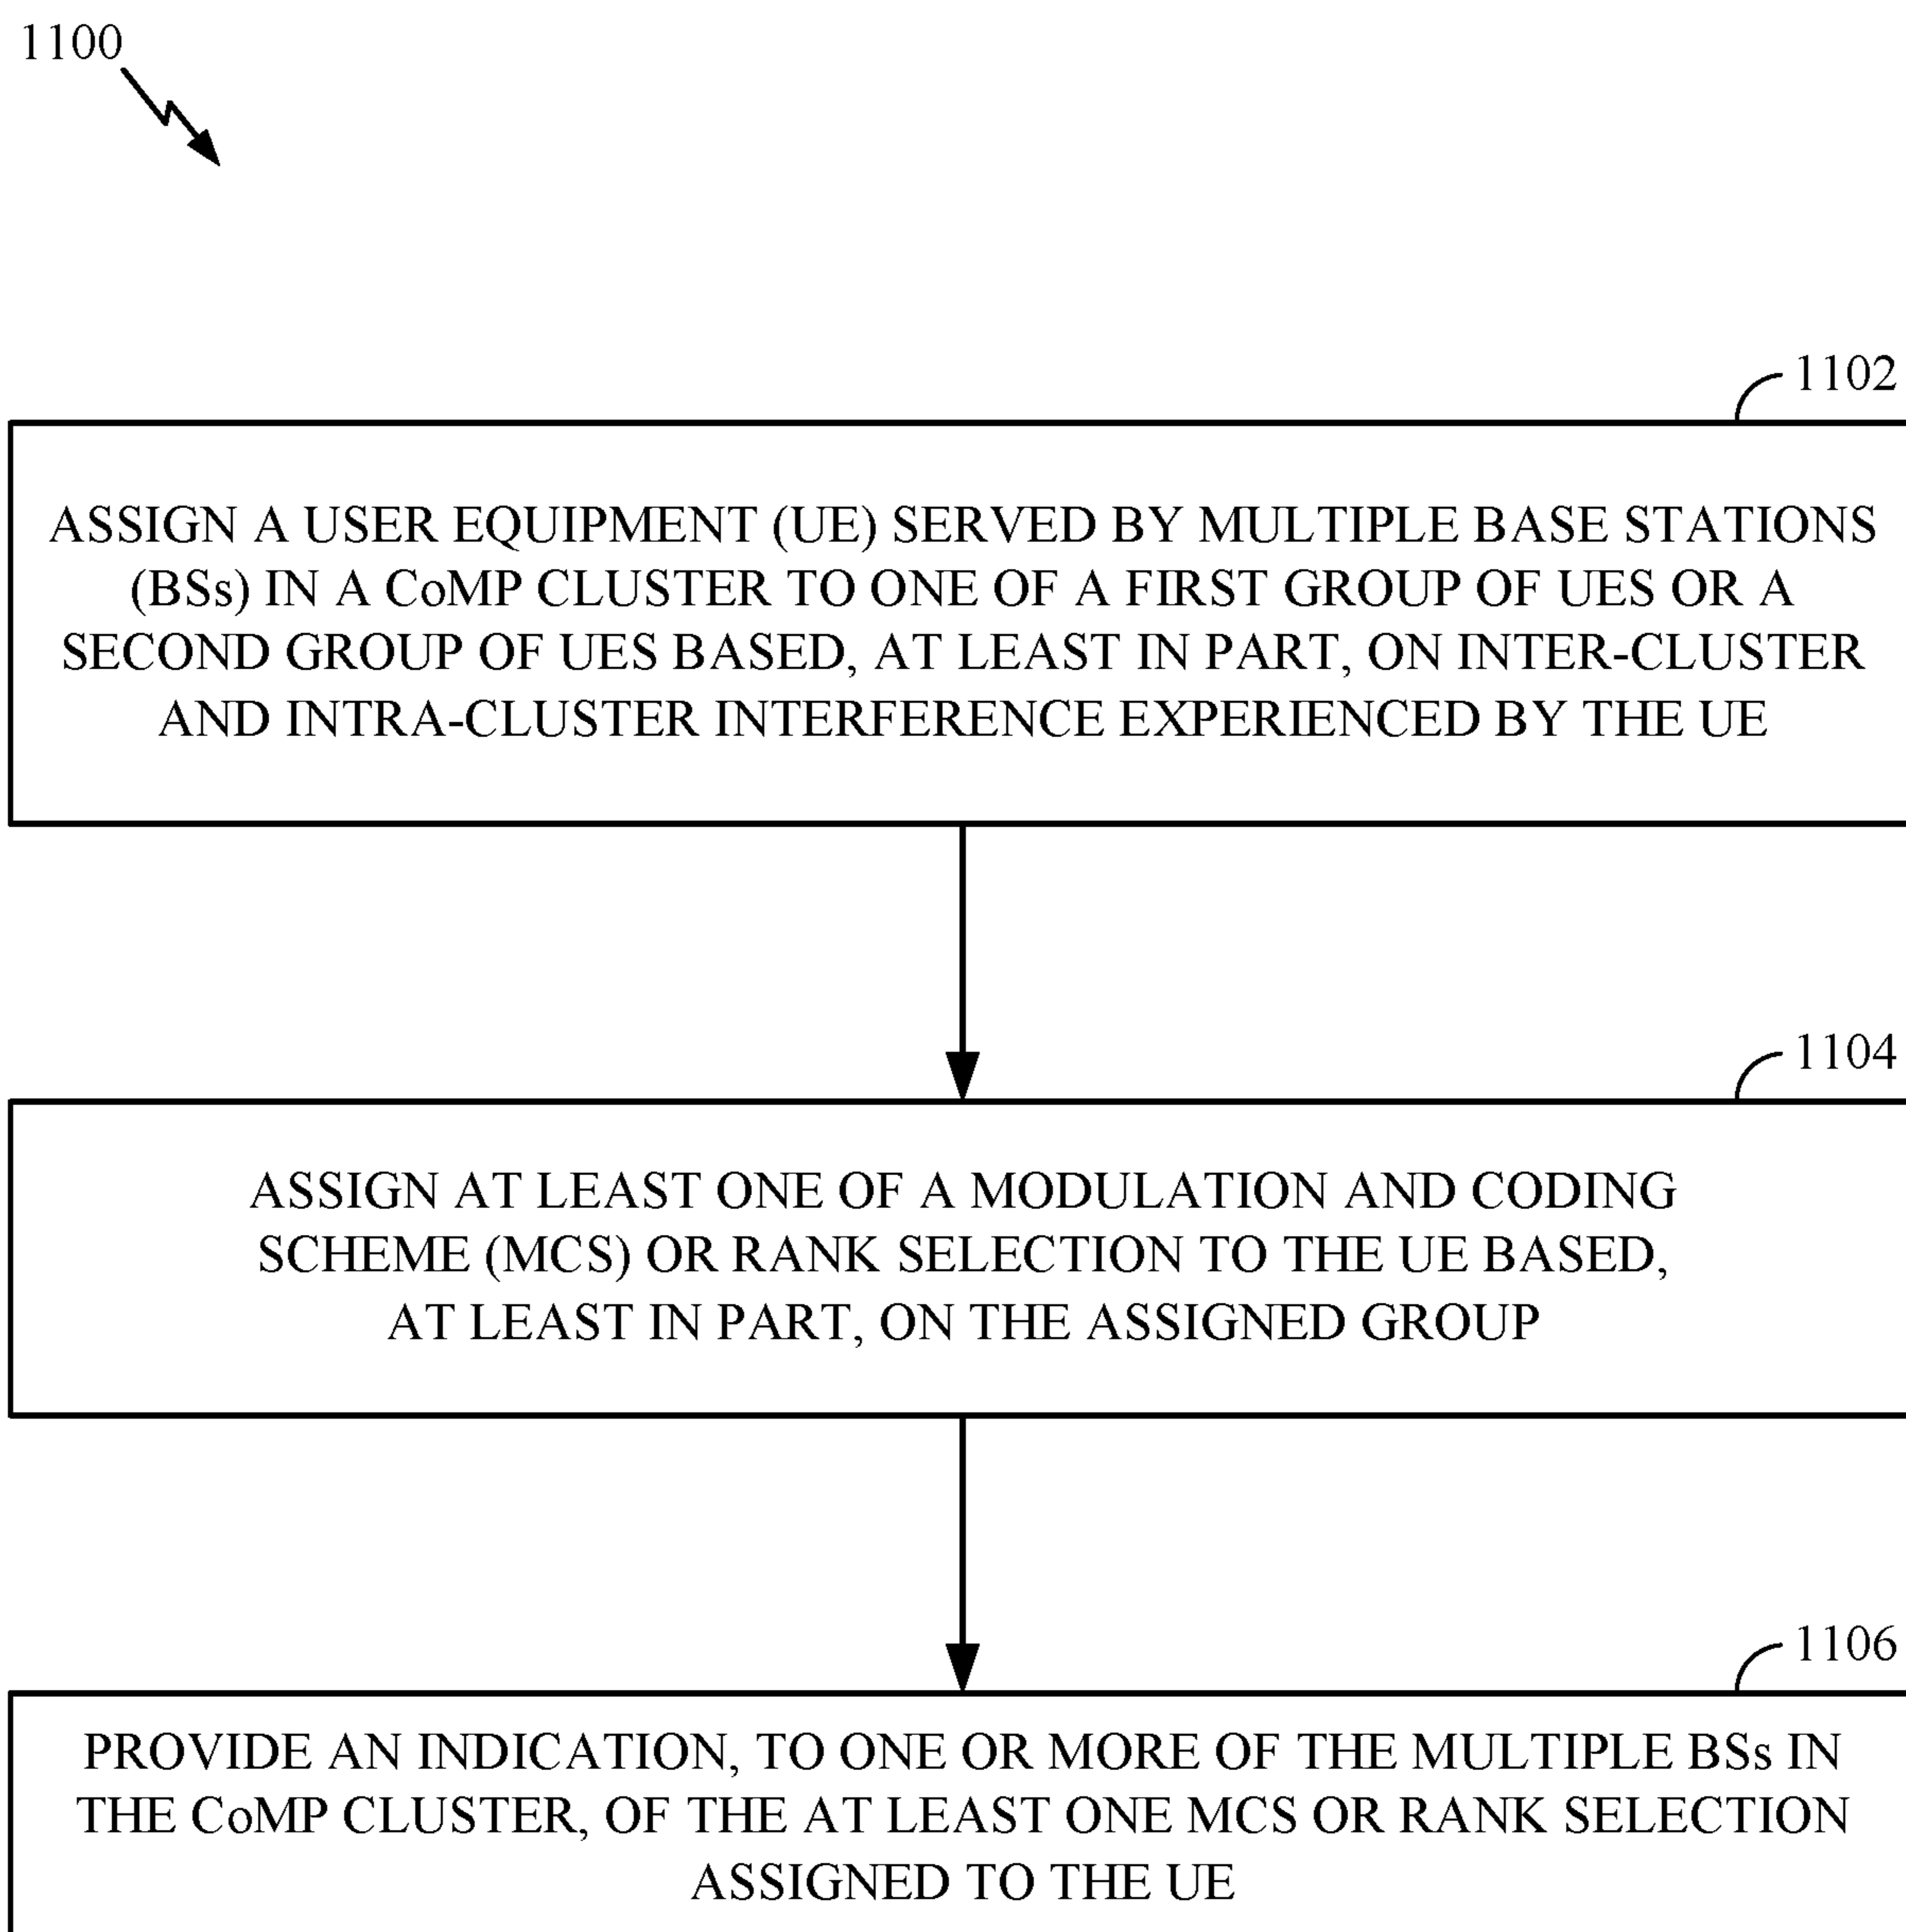 1100
1102
ASSIGN A USER EQUIPMENT (UE) SERVED BY MULTIPLE BASE STATIONS
(BSs) IN A CoMP CLUSTER TO ONE OF A FIRST GROUP OF UES OR A
SECOND GROUP OF UES BASED, AT LEAST IN PART, ON INTER-CLUSTER
AND INTRA-CLUSTER INTERFERENCE EXPERIENCED BY THE UE
1104
ASSIGN AT LEAST ONE OF A MODULATION AND CODING
SCHEME (MCS) OR RANK SELECTION TO THE UE BASED,
AT LEAST IN PART, ON THE ASSIGNED GROUP
1106
PROVIDE AN INDICATION, TO ONE OR MORE OF THE MULTIPLE BSs IN
THE CoMP CLUSTER, OF THE AT LEAST ONE MCS OR RANK SELECTION
ASSIGNED TO THE UE